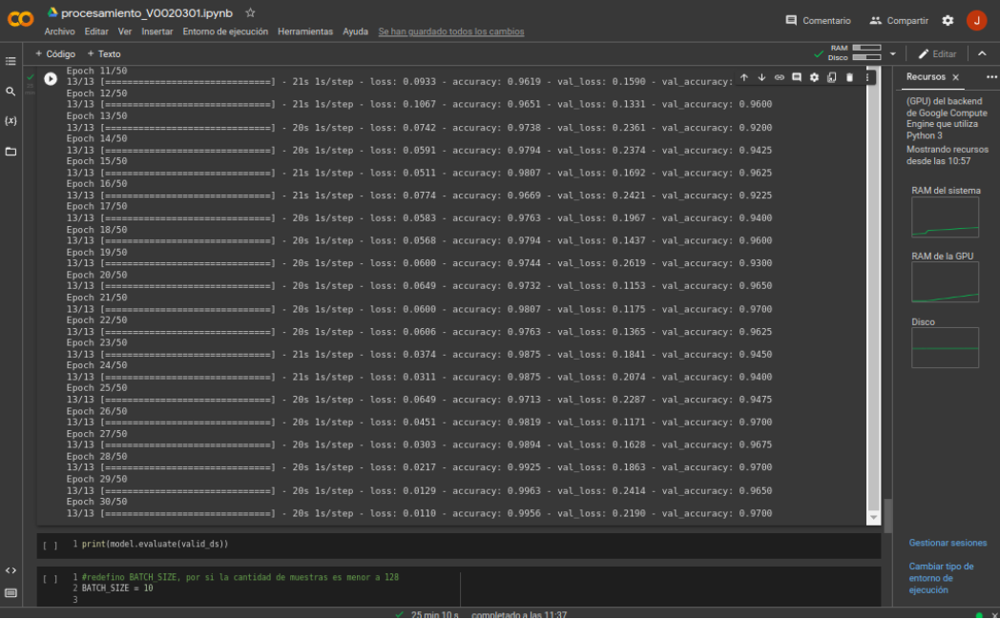 procesamiento_V0020301.ipynb
Comentario
Compartir
J
Archivo Editar Ver Insertar Entorno de ejecución Herramientas Ayuda Se han guardado todos los cambios
+ Código + Texto
RAM
Disco
Editar
Recursos
Epoch 11/50
13/13 [==============================] - 21s 1s/step - loss: 0.0933 - accuracy: 0.9619 - val_loss: 0.1590 - val_accuracy:
Epoch 12/50
13/13 [==============================] - 21s 1s/step - loss: 0.1067 - accuracy: 0.9651 - val_loss: 0.1331 - val_accuracy: 0.9600
Epoch 13/50
13/13 [==============================] - 20s 1s/step - loss: 0.0742 - accuracy: 0.9738 - val_loss: 0.2361 - val_accuracy: 0.9200
Epoch 14/50
13/13 [==============================] - 20s 1s/step - loss: 0.0591 - accuracy: 0.9794 - val_loss: 0.2374 - val_accuracy: 0.9425
Epoch 15/50
13/13 [==============================] - 21s 1s/step - loss: 0.0511 - accuracy: 0.9807 - val_loss: 0.1692 - val_accuracy: 0.9625
Epoch 16/50
13/13 [==============================] - 21s 1s/step - loss: 0.0774 - accuracy: 0.9669 - val_loss: 0.2421 - val_accuracy: 0.9225
Epoch 17/50
13/13 [==============================] - 20s 1s/step - loss: 0.0583 - accuracy: 0.9763 - val_loss: 0.1967 - val_accuracy: 0.9400
Epoch 18/50
13/13 [==============================] - 20s 1s/step - loss: 0.0568 - accuracy: 0.9794 - val_loss: 0.1437 - val_accuracy: 0.9600
Epoch 19/50
13/13 [==============================] - 20s 1s/step - loss: 0.0600 - accuracy: 0.9744 - val_loss: 0.2619 - val_accuracy: 0.9300
Epoch 20/50
13/13 [==============================] - 20s 1s/step - loss: 0.0649 - accuracy: 0.9732 - val_loss: 0.1153 - val_accuracy: 0.9650
Epoch 21/50
13/13 [==============================] - 20s 1s/step - loss: 0.0600 - accuracy: 0.9807 - val_loss: 0.1175 - val_accuracy: 0.9700
Epoch 22/50
13/13 [==============================] - 20s 1s/step - loss: 0.0606 - accuracy: 0.9763 - val_loss: 0.1365 - val_accuracy: 0.9625
Epoch 23/50
13/13 [==============================] - 21s 1s/step - loss: 0.0374 - accuracy: 0.9875 - val_loss: 0.1841 - val_accuracy: 0.9450
Epoch 24/50
13/13 [==============================] - 21s 1s/step - loss: 0.0311 - accuracy: 0.9875 - val_loss: 0.2074 - val_accuracy: 0.9400
Epoch 25/50
13/13 [==============================] - 20s 1s/step - loss: 0.0649 - accuracy: 0.9713 - val_loss: 0.2287 - val_accuracy: 0.9475
Epoch 26/50
13/13 [==============================] - 20s 1s/step - loss: 0.0451 - accuracy: 0.9819 - val_loss: 0.1171 - val_accuracy: 0.9700
Epoch 27/50
13/13 [==============================] - 20s 1s/step - loss: 0.0303 - accuracy: 0.9894 - val_loss: 0.1628 - val_accuracy: 0.9675
Epoch 28/50
13/13 [==============================] - 20s 1s/step - loss: 0.0217 - accuracy: 0.9925 - val_loss: 0.1863 - val_accuracy: 0.9700
Epoch 29/50
13/13 [==============================] - 20s 1s/step - loss: 0.0129 - accuracy: 0.9963 - val_loss: 0.2414 - val_accuracy: 0.9650
Epoch 30/50
13/13 [==============================] - 20s 1s/step - loss: 0.0110 - accuracy: 0.9956 - val_loss: 0.2190 - val_accuracy: 0.9700
[ ] 1 print(model.evaluate(valid_ds))
[ ] 1 #redefino BATCH_SIZE, por si la cantidad de muestras es menor a 128
2 BATCH_SIZE = 10
3
(GPU) del backend
de Google Compute
Engine que utiliza
Python 3
Mostrando recursos
desde las 10:57
RAM del sistema
RAM de la GPU
Disco
Gestionar sesiones
Cambiar tipo de
entorno de
ejecución
25 min 10 s completado a las 11:37